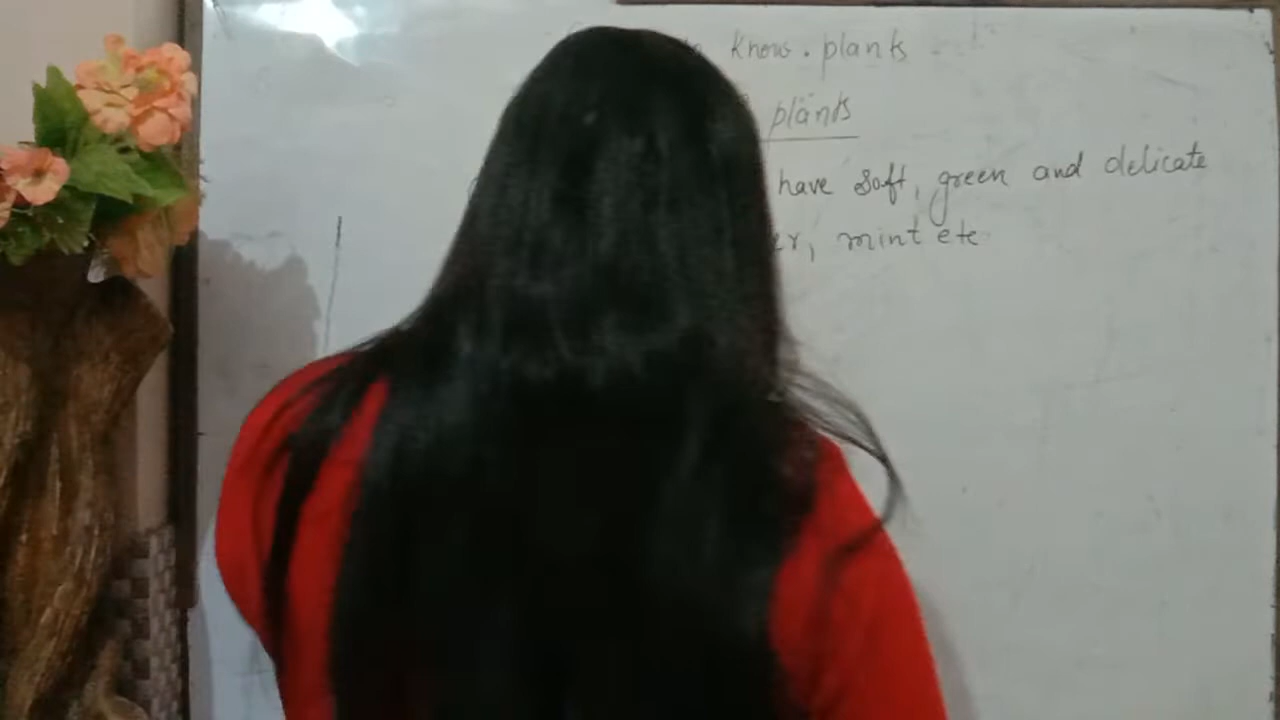 know. plants
plants
have soft, green and delicate
er, mint etc